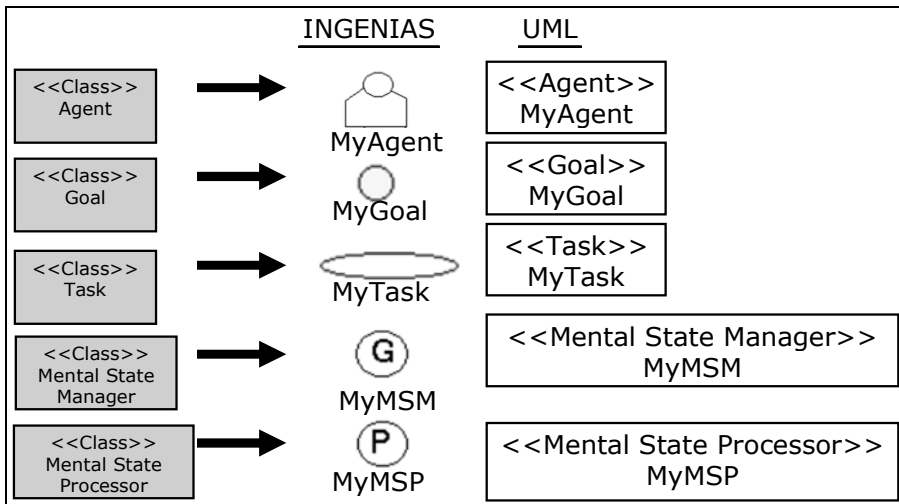 INGENIAS UML
<<Class>>
Agent
MyAgent
<<Agent>>
MyAgent
<<Class>>
Goal
MyGoal
<<Goal>>
MyGoal
<<Class>>
Task
MyTask
<<Task>>
MyTask
<<Class>>
Mental State
Manager
G
MyMSM
<<Mental State Manager>>
MyMSM
<<Class>>
Mental State
Processor
P
MyMSP
<<Mental State Processor>>
MyMSP